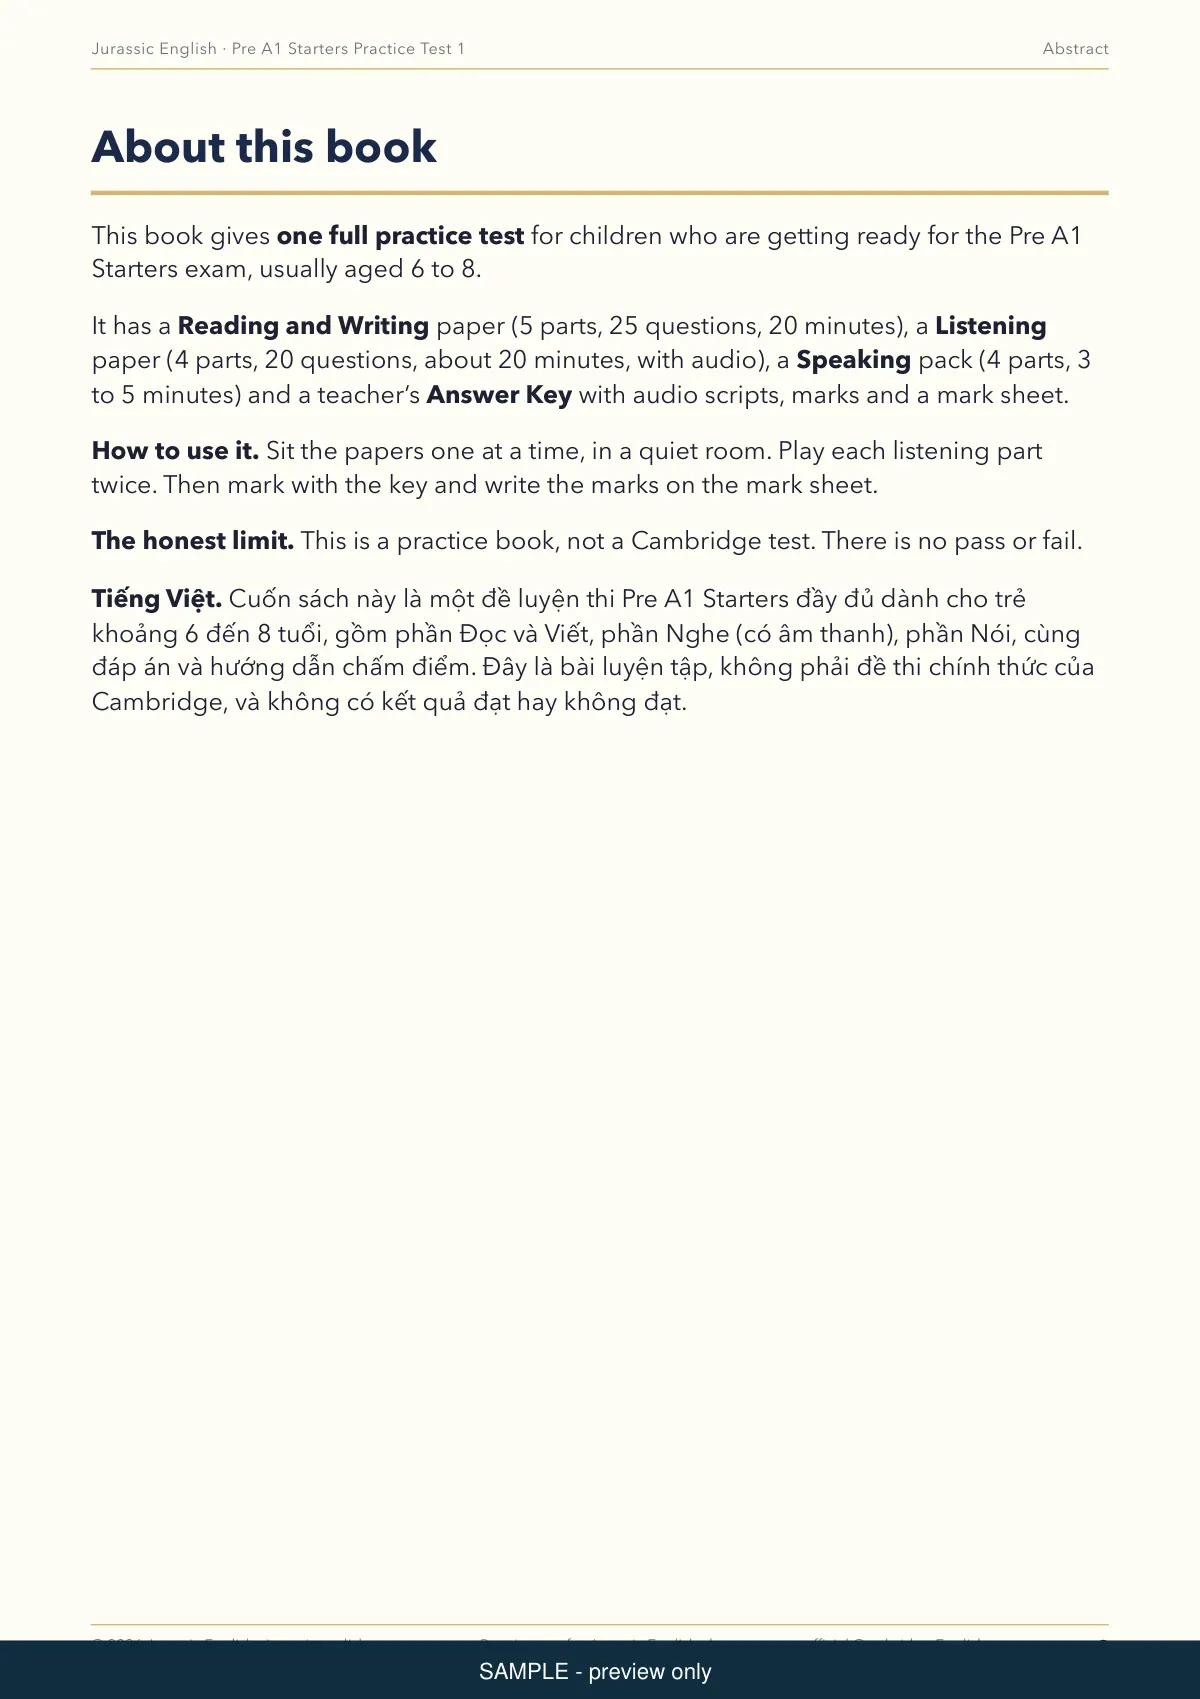 Jurassic English · Pre A1 Starters Practice Test 1
Abstract
About this book
This book gives one full practice test for children who are getting ready for the Pre A1
Starters exam, usually aged 6 to 8.
It has a Reading and Writing paper (5 parts, 25 questions, 20 minutes), a Listening
paper (4 parts, 20 questions, about 20 minutes, with audio), a Speaking pack (4 parts, 3
to 5 minutes) and a teacher’s Answer Key with audio scripts, marks and a mark sheet.
How to use it. Sit the papers one at a time, in a quiet room. Play each listening part
twice. Then mark with the key and write the marks on the mark sheet.
The honest limit. This is a practice book, not a Cambridge test. There is no pass or fail.
Tiếng Việt. Cuốn sách này là một đề luyện thi Pre A1 Starters đầy đủ dành cho trẻ
khoảng 6 đến 8 tuổi, gồm phần Đọc và Viết, phần Nghe (có âm thanh), phần Nói, cùng
đáp án và hướng dẫn chấm điểm. Đây là bài luyện tập, không phải đề thi chính thức của
Cambridge, và không có kết quả đạt hay không đạt.
SAMPLE - preview only